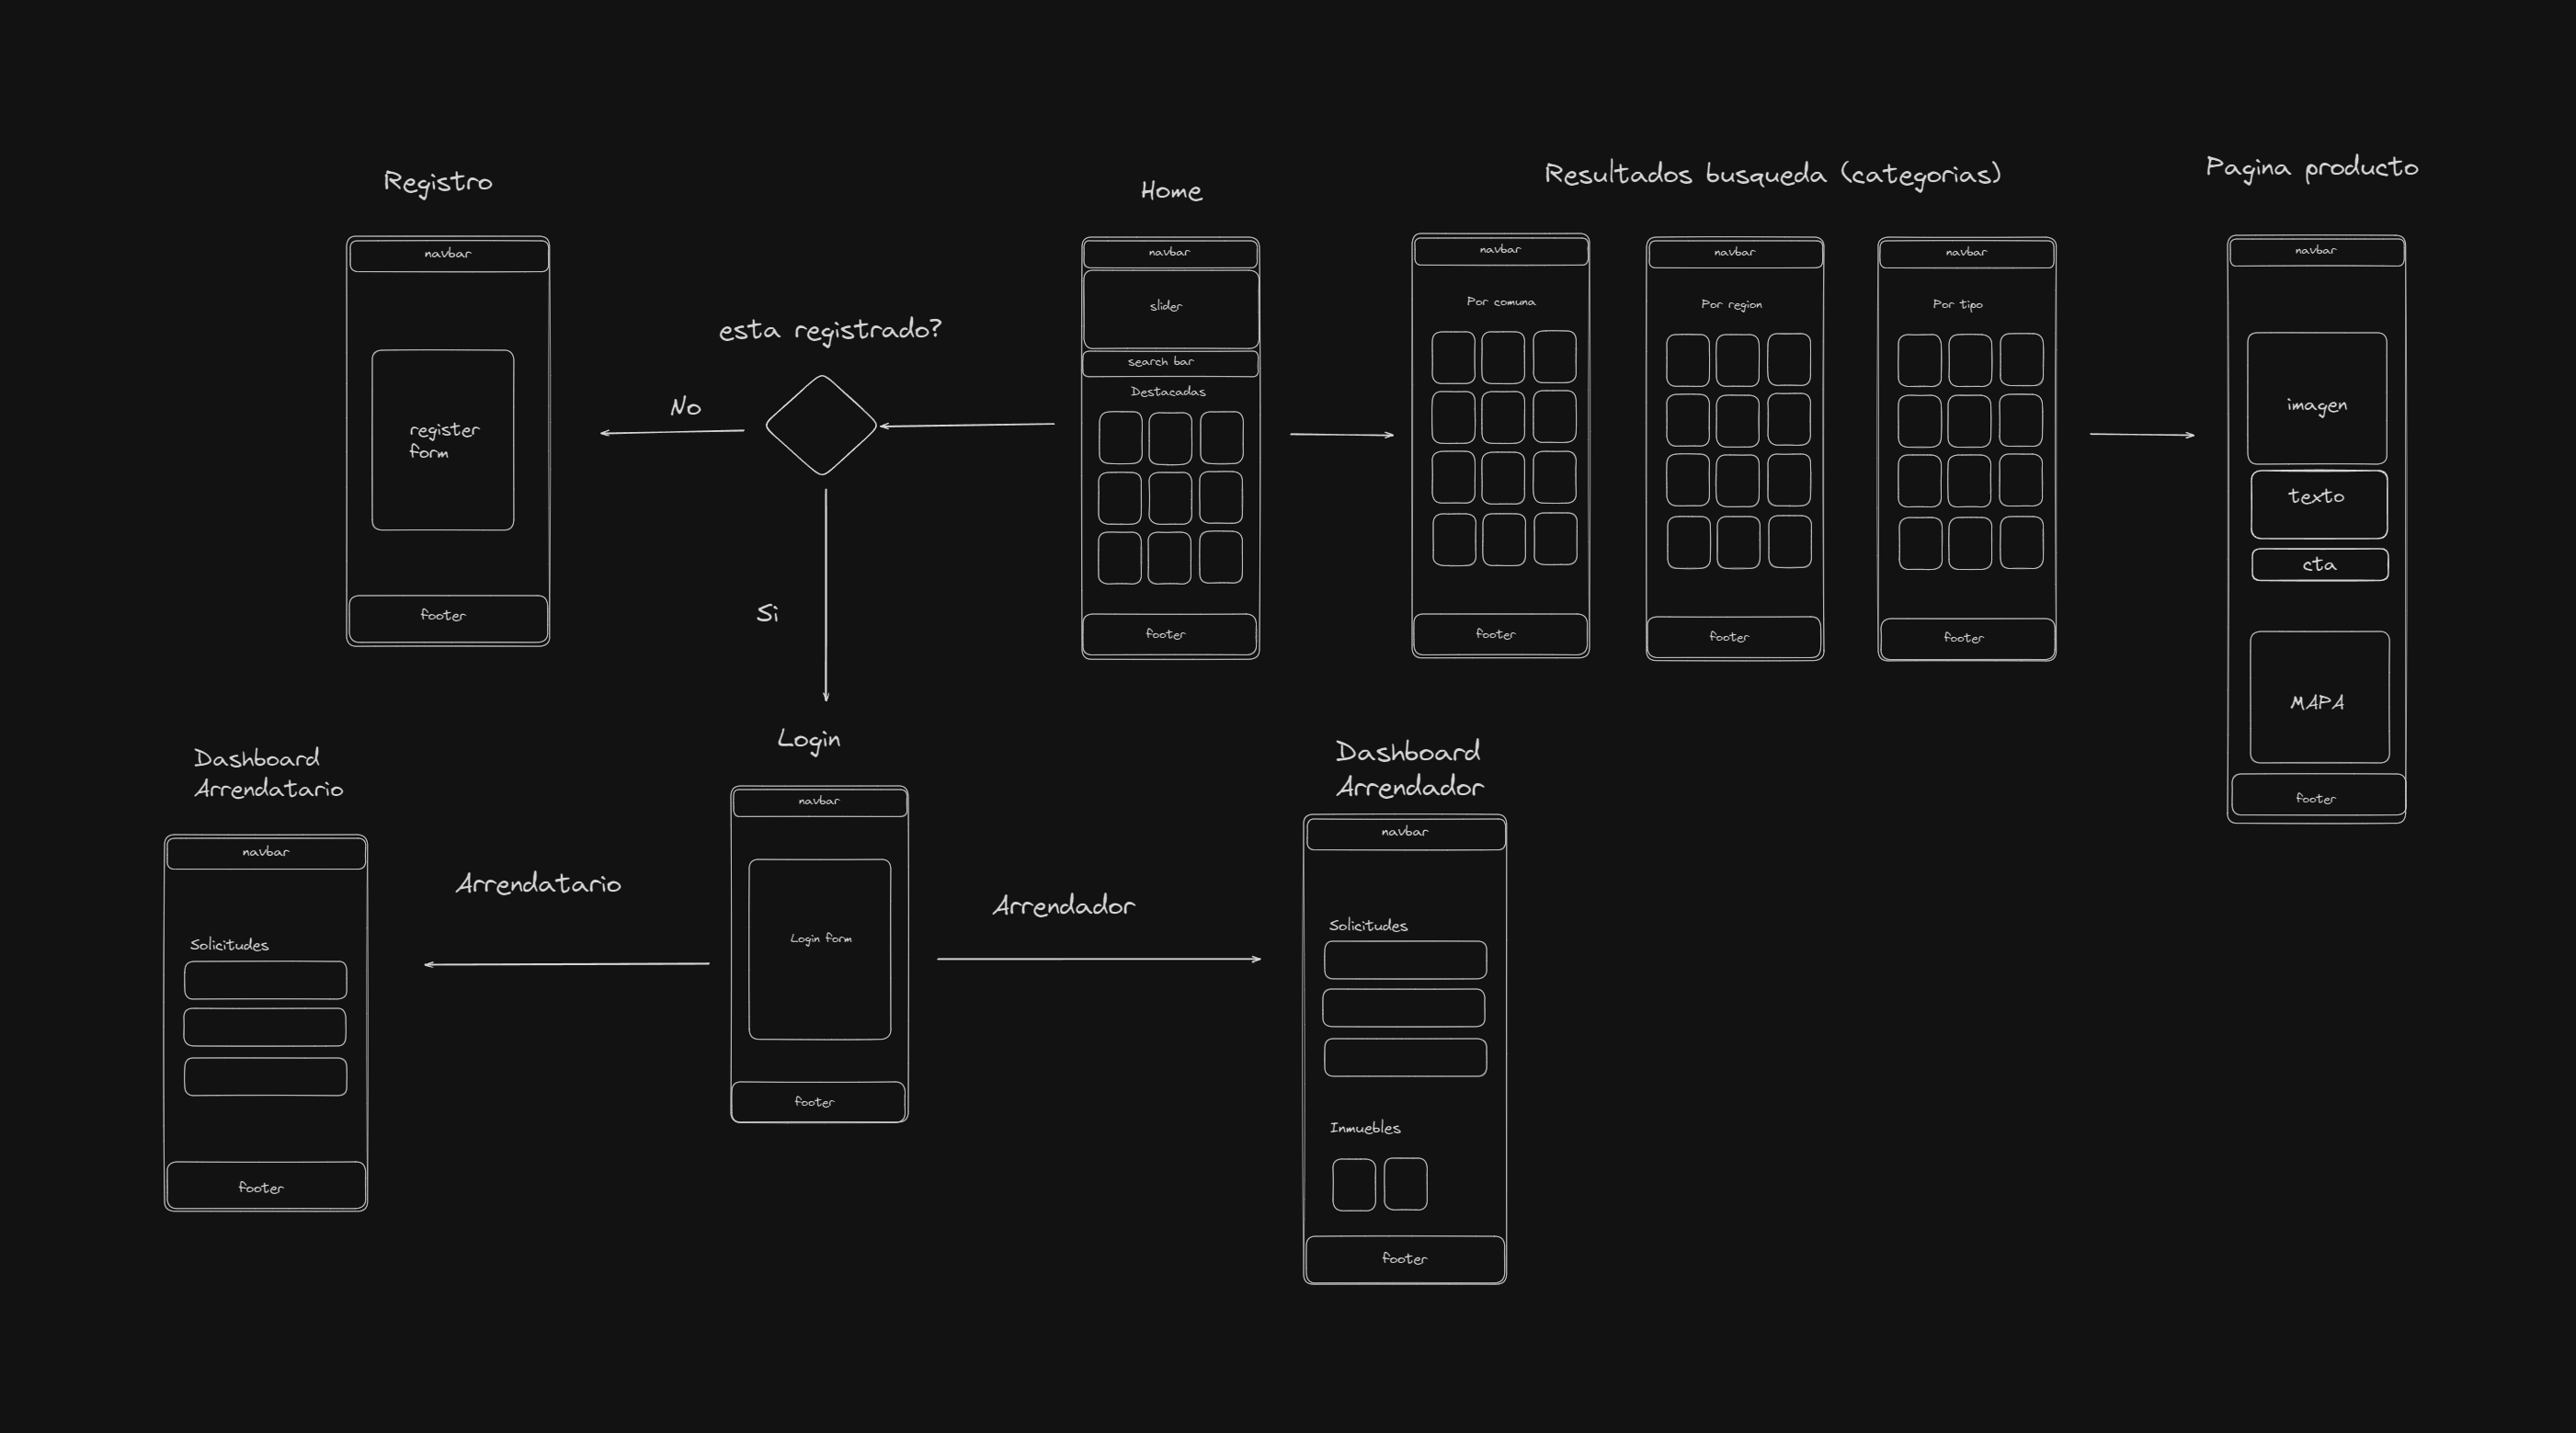 Registro
navbar
register
form
footer
esta registrado?
No
Si
Home
navbar
slider
search bar
Destacadas
footer
Resultados busqueda (categorias)
navbar
Por comuna
footer
navbar
Por region
footer
navbar
Por tipo
footer
Pagina producto
navbar
imagen
texto
cta
MAPA
footer
Dashboard
Arrendatario
navbar
Solicitudes
footer
Arrendatario
Login
navbar
Login form
footer
Arrendador
Dashboard
Arrendador
navbar
Solicitudes
Inmuebles
footer